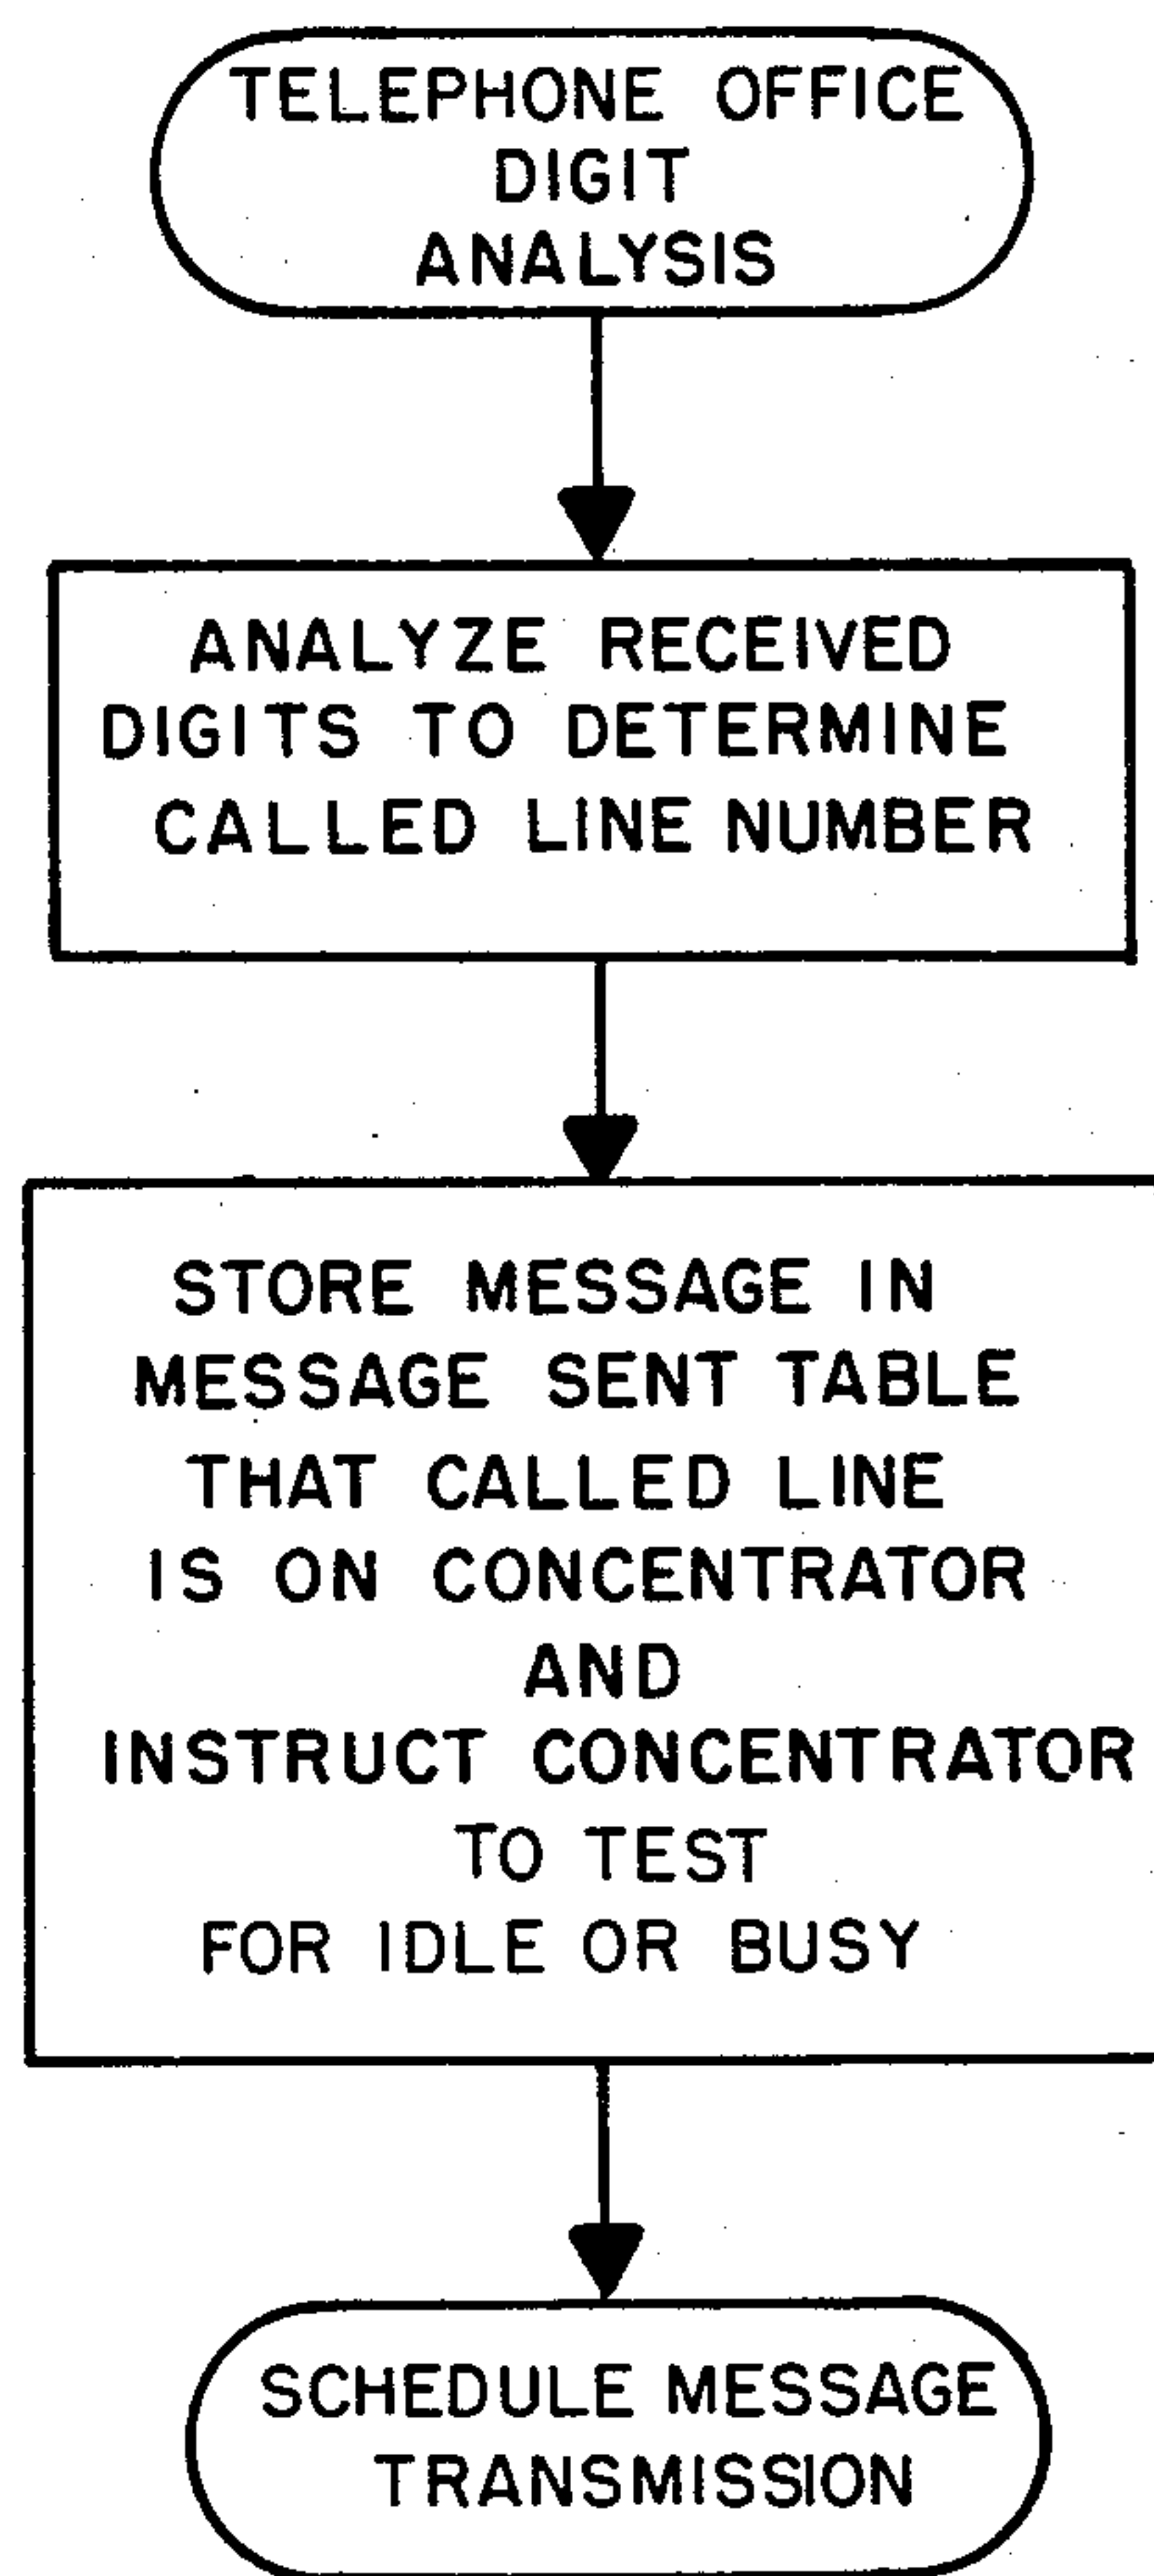 TELEPHONE OFFICE
DIGIT
ANALYSIS
ANALYZE RECEIVED
DIGITS TO DETERMINE
CALLED LINE NUMBER
STORE MESSAGE IN
MESSAGE SENT TABLE
THAT CALLED LINE
IS ON CONCENTRATOR
AND
INSTRUCT CONCENTRATOR
TO TEST
FOR IDLE OR BUSY
SCHEDULE MESSAGE
TRANSMISSION